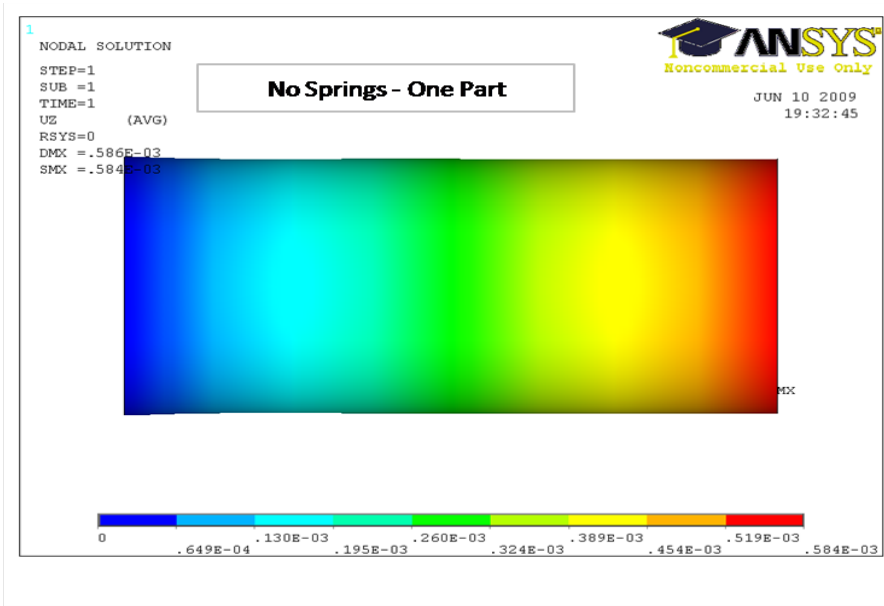 1
NODAL SOLUTION
STEP=1
SUB =1
TIME=1
UZ (AVG)
RSYS=0
DMX =.586E-03
SMX =.584E-03
No Springs - One Part
ANSYS
Noncommercial Use Only
JUN 10 2009
19:32:45
MX
0 .130E-03 .260E-03 .389E-03 .519E-03
.649E-04 .195E-03 .324E-03 .454E-03 .584E-03